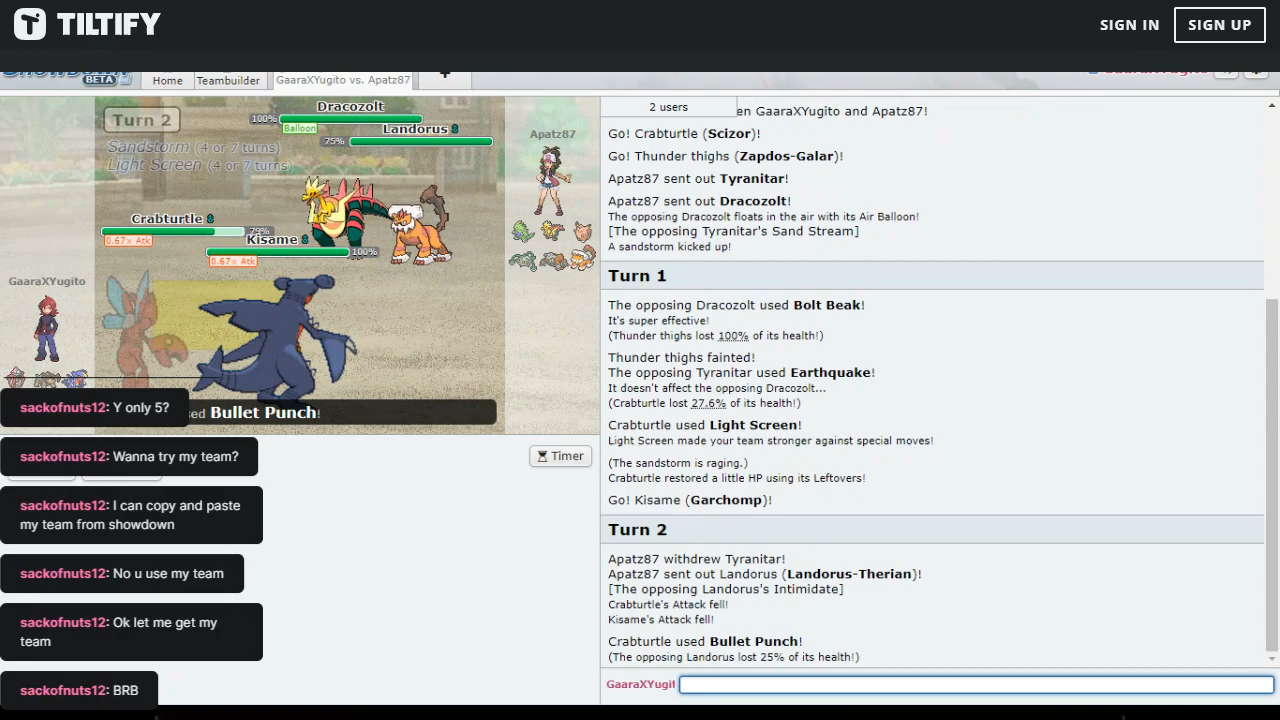 TILTIFY
SIGN IN
SIGN UP
BETA
Home
Teambuilder
GaaraXYugito vs. Apatz87
+
Turn 2
Sandstorm (4 or 7 turns)
Light Screen (4 or 7 turns)
Dracozolt
100%
Balloon
Landorus
75%
Crabturtle
79%
0.67× Atk
Kisame
100%
0.67× Atk
Apatz87
GaaraXYugito
sed Bullet Punch!
Timer
sackofnuts12: Y only 5?
sackofnuts12: Wanna try my team?
sackofnuts12: I can copy and paste
my team from showdown
sackofnuts12: No u use my team
sackofnuts12: Ok let me get my
team
sackofnuts12: BRB
2 users
en GaaraXYugito and Apatz87!
Go! Crabturtle (Scizor)!
Go! Thunder thighs (Zapdos-Galar)!
Apatz87 sent out Tyranitar!
Apatz87 sent out Dracozolt!
The opposing Dracozolt floats in the air with its Air Balloon!
[The opposing Tyranitar's Sand Stream]
A sandstorm kicked up!
Turn 1
The opposing Dracozolt used Bolt Beak!
It's super effective!
(Thunder thighs lost 100% of its health!)
Thunder thighs fainted!
The opposing Tyranitar used Earthquake!
It doesn't affect the opposing Dracozolt...
(Crabturtle lost 27.6% of its health!)
Crabturtle used Light Screen!
Light Screen made your team stronger against special moves!
(The sandstorm is raging.)
Crabturtle restored a little HP using its Leftovers!
Go! Kisame (Garchomp)!
Turn 2
Apatz87 withdrew Tyranitar!
Apatz87 sent out Landorus (Landorus-Therian)!
[The opposing Landorus's Intimidate]
Crabturtle's Attack fell!
Kisame's Attack fell!
Crabturtle used Bullet Punch!
(The opposing Landorus lost 25% of its health!)
GaaraXYugit